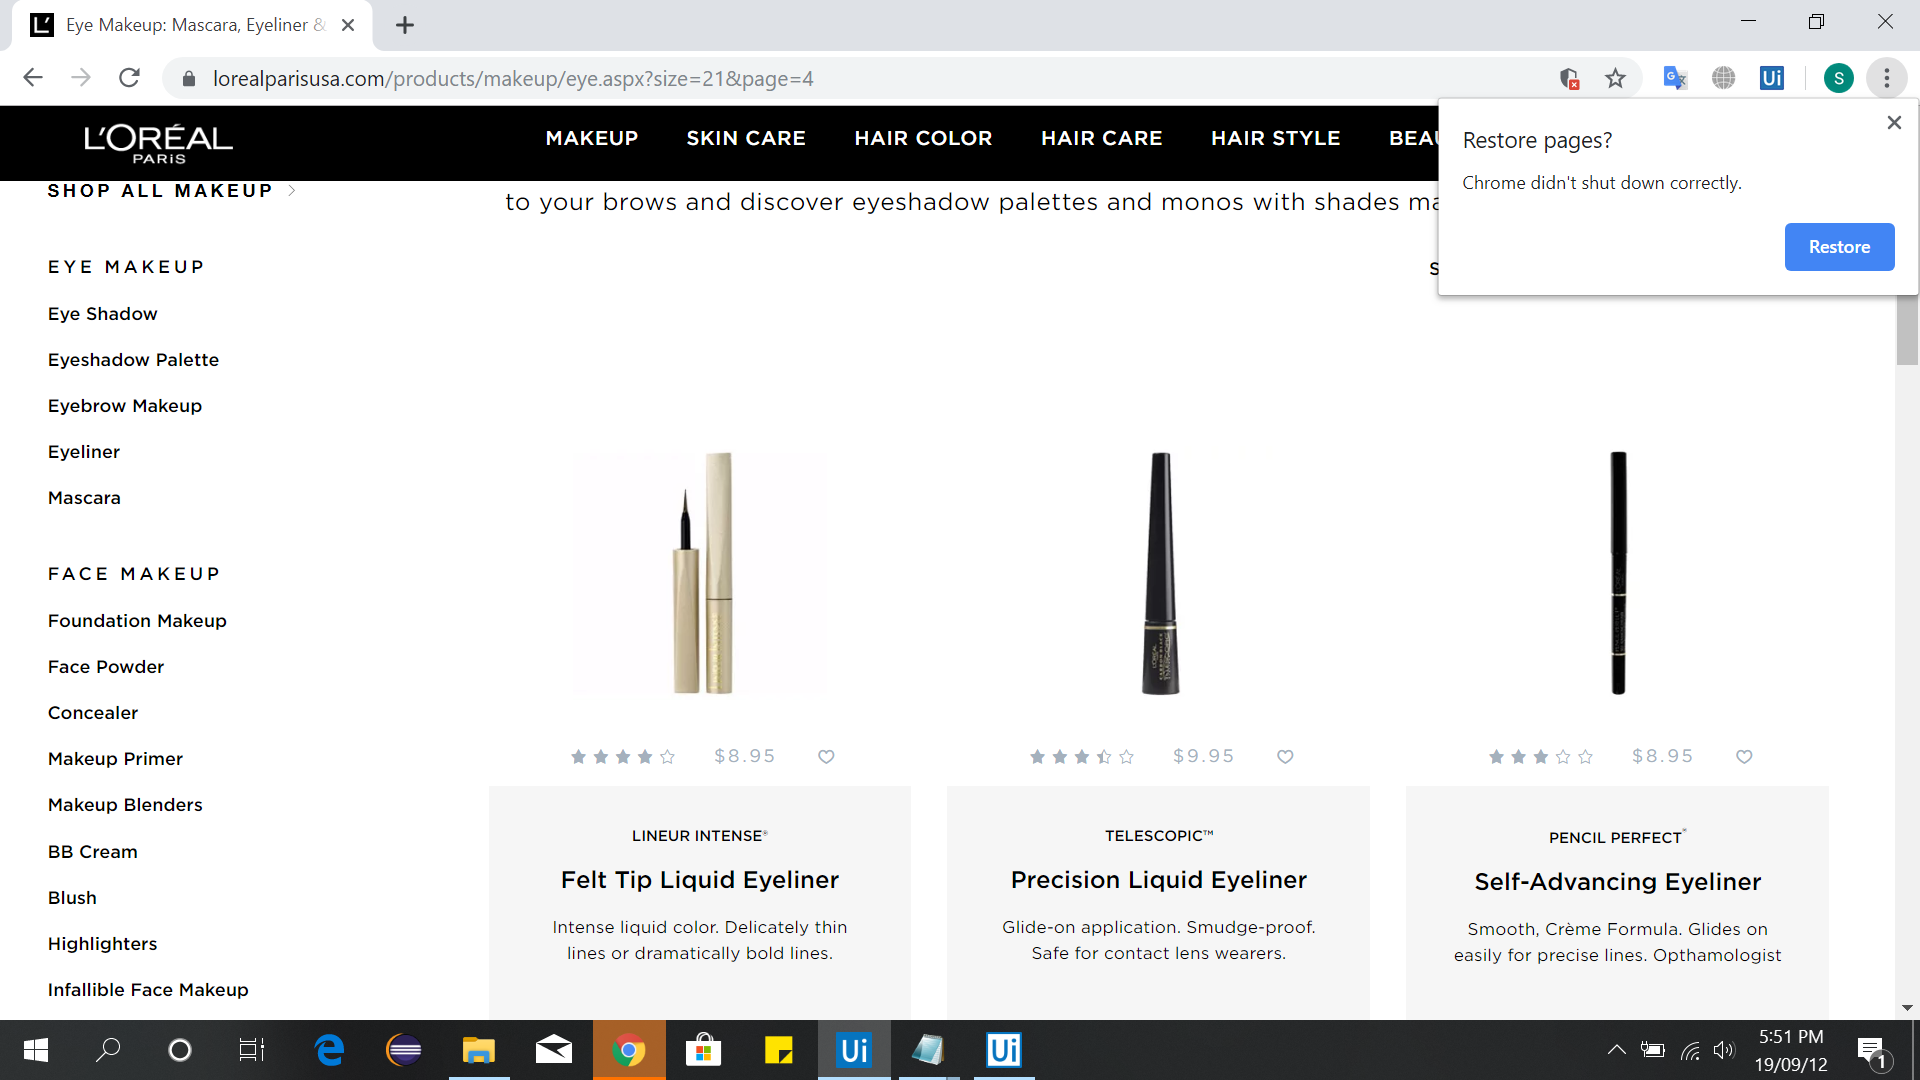 Eye Makeup: Mascara, Eyeliner &
lorealparisusa.com/products/makeup/eye.aspx?size=21&page=4
Ui
S
L'ORÉAL
PARiS
MAKEUP SKIN CARE HAIR COLOR HAIR CARE HAIR STYLE BEAU
Restore pages?
Chrome didn't shut down correctly.
Restore
SHOP ALL MAKEUP
to your brows and discover eyeshadow palettes and monos with shades ma
S
EYE MAKEUP
Eye Shadow
Eyeshadow Palette
Eyebrow Makeup
Eyeliner
Mascara
FACE MAKEUP
Foundation Makeup
Face Powder
Concealer
Makeup Primer
Makeup Blenders
BB Cream
Blush
Highlighters
Infallible Face Makeup
$8.95
LINEUR INTENSE®
Felt Tip Liquid Eyeliner
Intense liquid color. Delicately thin
lines or dramatically bold lines.
$9.95
TELESCOPIC™
Precision Liquid Eyeliner
Glide-on application. Smudge-proof.
Safe for contact lens wearers.
$8.95
PENCIL PERFECT®
Self-Advancing Eyeliner
Smooth, Crème Formula. Glides on
easily for precise lines. Opthamologist
Ui
Ui
5:51 PM
19/09/12
1